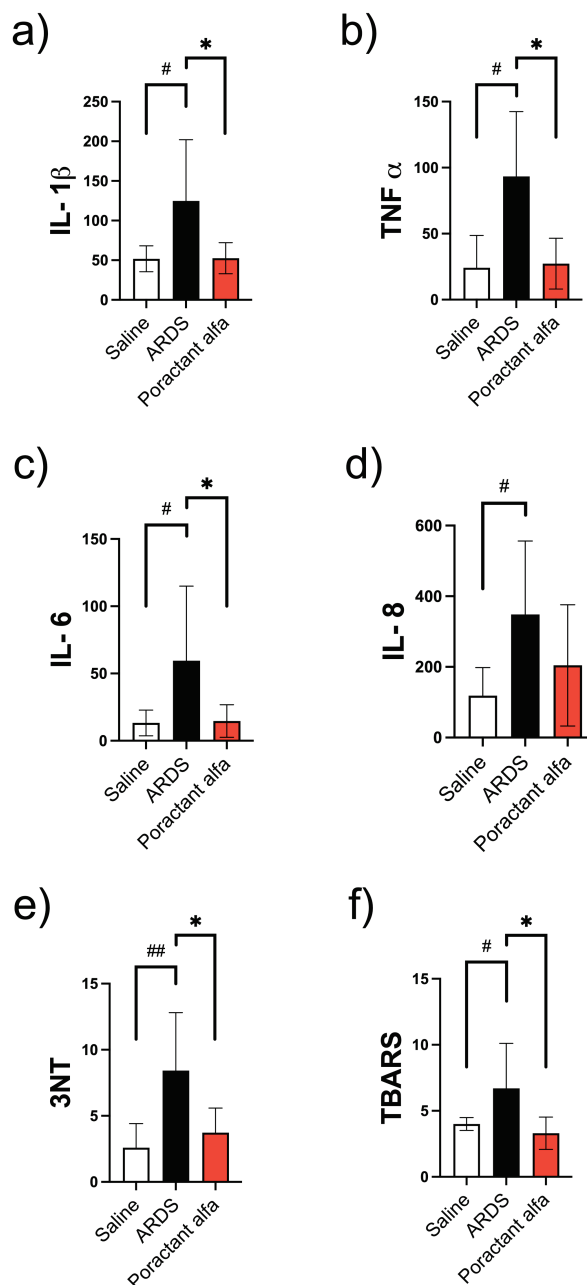 a)
#
*
IL- 1β
250
200
150
100
50
0
Saline
ARDS
Poractant alfa
b)
#
*
TNF α
150
100
50
0
Saline
ARDS
Poractant alfa
c)
#
*
IL- 6
150
100
50
0
Saline
ARDS
Poractant alfa
d)
#
IL- 8
600
400
200
0
Saline
ARDS
Poractant alfa
e)
##
*
3NT
15
10
5
0
Saline
ARDS
Poractant alfa
f)
#
*
TBARS
15
10
5
0
Saline
ARDS
Poractant alfa